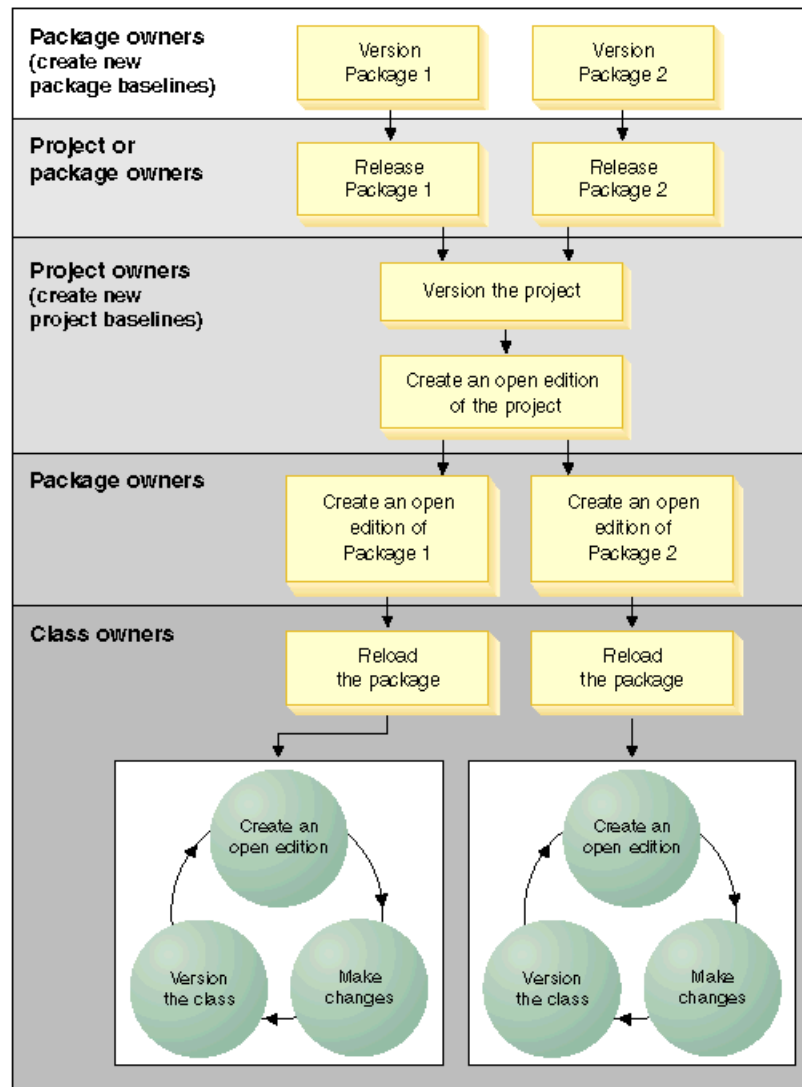 Package owners
(create new
package baselines)
Version
Package 1
Version
Package 2
Project or
package owners
Release
Package 1
Release
Package 2
Project owners
(create new
project baselines)
Version the project
Create an open edition
of the project
Package owners
Create an open
edition of
Package 1
Create an open
edition of
Package 2
Class owners
Reload
the package
Reload
the package
Create an
open edition
Version
the class
Make
changes
Create an
open edition
Version
the class
Make
changes